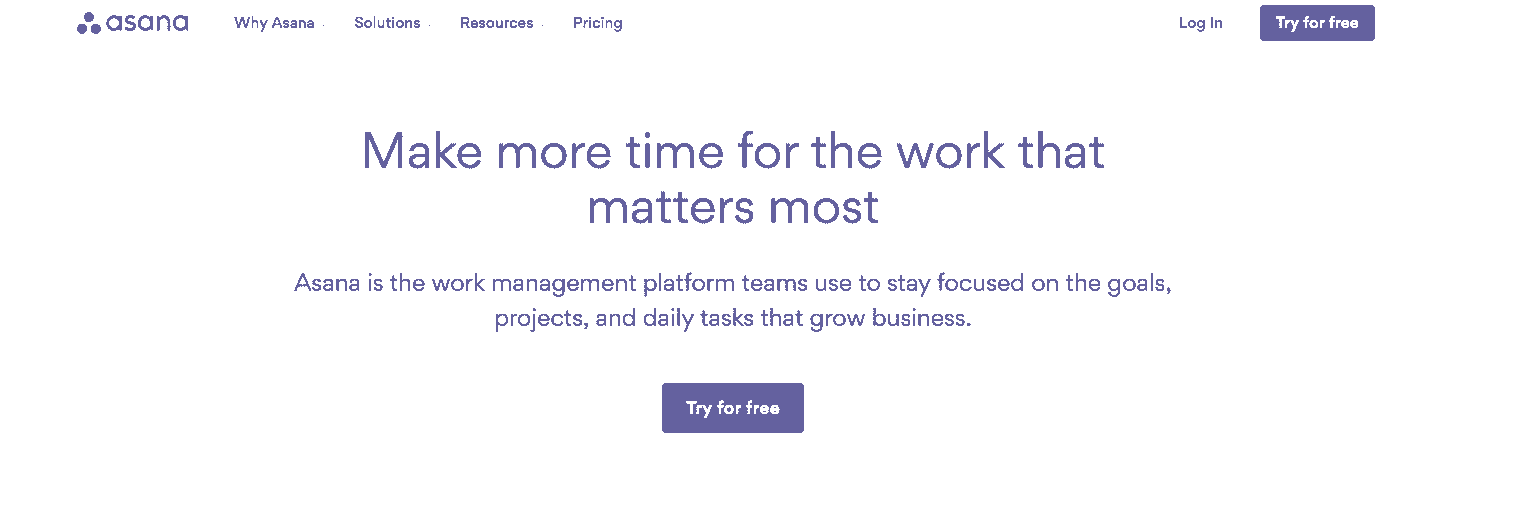 asana
Why Asana
Solutions
Resources
Pricing
Log In
Try for free
Make more time for the work that
matters most
Asana is the work management platform teams use to stay focused on the goals,
projects, and daily tasks that grow business.
Try for free